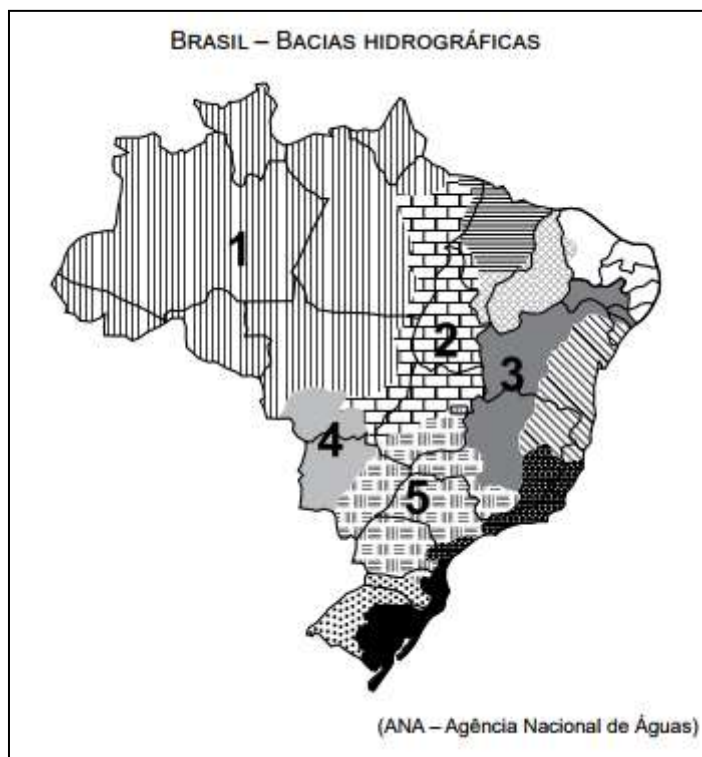 BRASIL – BACIAS HIDROGRÁFICAS
1
2
3
4
5
(ANA – Agência Nacional de Águas)